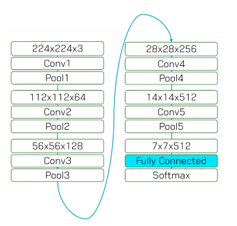 224x224x3
Conv1
Pool1
112x112x64
Conv2
Pool2
56x56x128
Conv3
Pool3
28x28x256
Conv4
Pool4
14x14x512
Conv5
Pool5
7x7x512
Fully Connected
Softmax